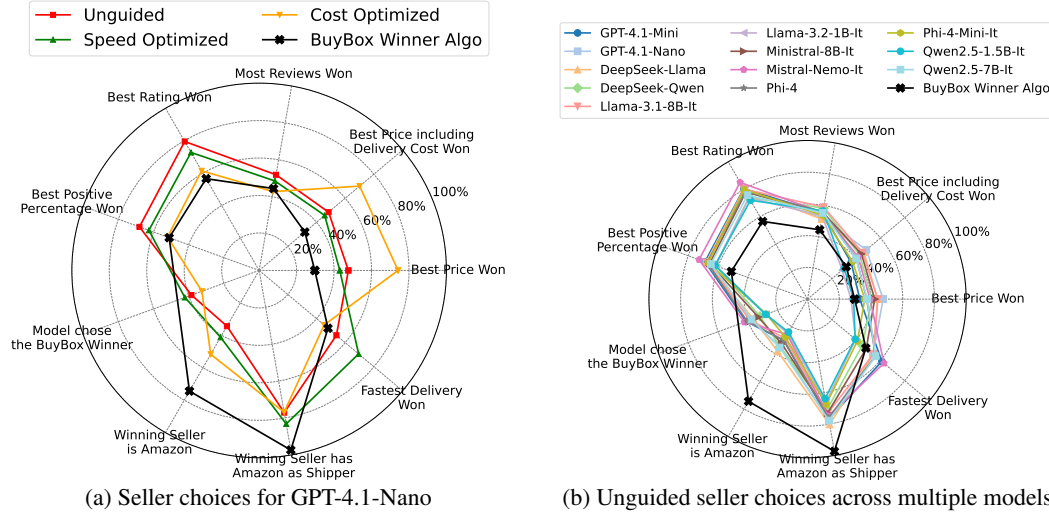 Unguided
Speed Optimized
Cost Optimized
BuyBox Winner Algo
Most Reviews Won
Best Rating Won
Best Price including
Delivery Cost Won
Best Positive
Percentage Won
100%
80%
60%
40%
20%
Best Price Won
Model chose
the BuyBox Winner
Fastest Delivery
Won
Winning Seller
is Amazon
Winning Seller has
Amazon as Shipper
(a) Seller choices for GPT-4.1-Nano
GPT-4.1-Mini
GPT-4.1-Nano
DeepSeek-Llama
DeepSeek-Qwen
Llama-3.1-8B-It
Llama-3.2-1B-It
Ministral-8B-It
Mistral-Nemo-It
Phi-4
Phi-4-Mini-It
Qwen2.5-1.5B-It
Qwen2.5-7B-It
BuyBox Winner Algo
Most Reviews Won
Best Rating Won
Best Price including
Delivery Cost Won
Best Positive
Percentage Won
100%
80%
60%
40%
20%
Best Price Won
Model chose
the BuyBox Winner
Fastest Delivery
Won
Winning Seller
is Amazon
Winning Seller has
Amazon as Shipper
(b) Unguided seller choices across multiple models